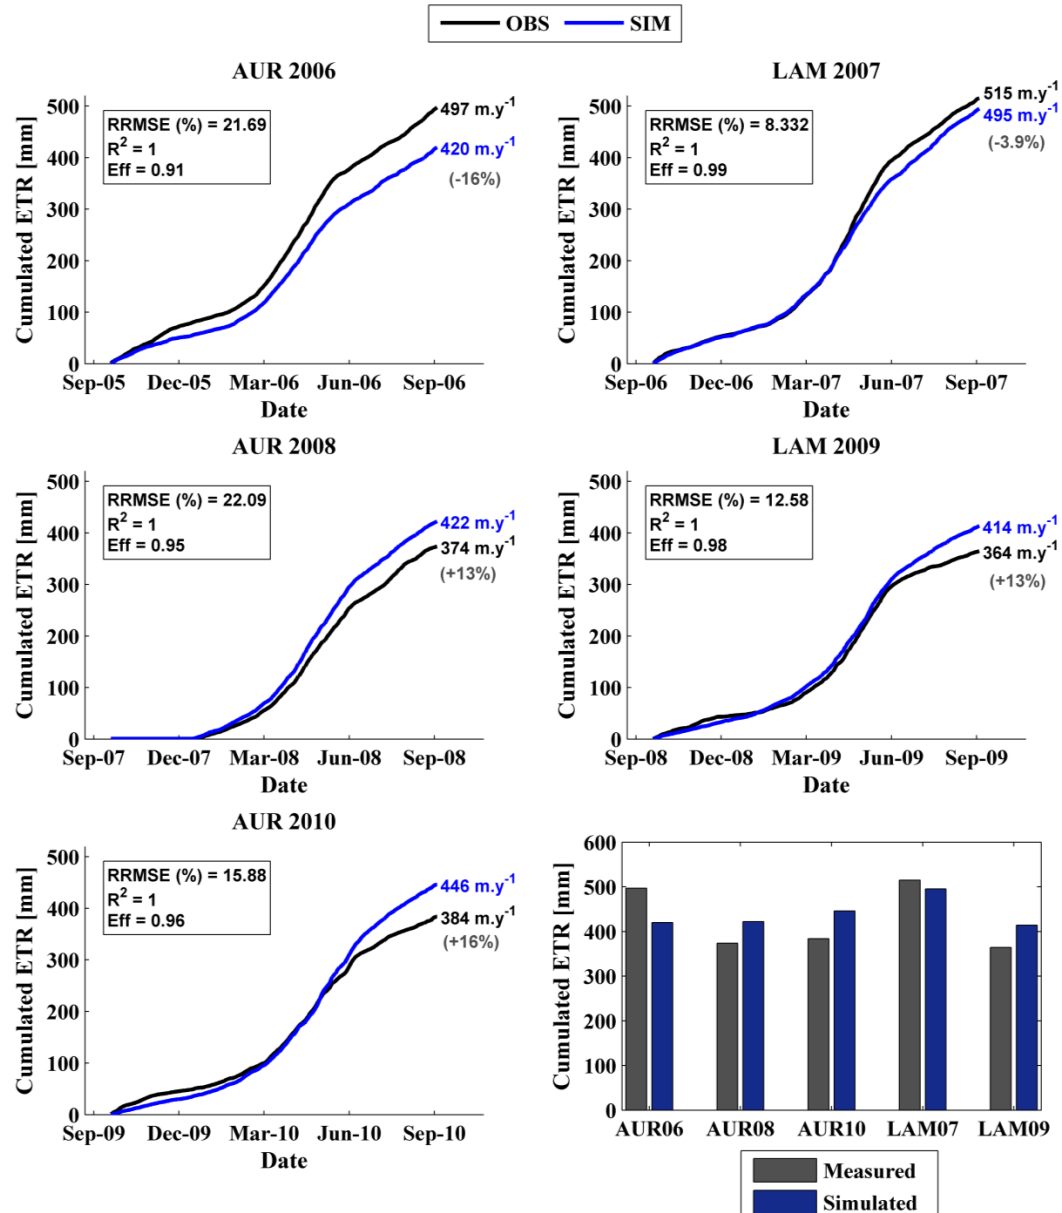 OBS SIM
AUR 2006
Cumulated ETR [mm]
500
400
300
200
100
0
RRMSE (%) = 21.69
R² = 1
Eff = 0.91
497 m.y⁻¹
420 m.y⁻¹
(-16%)
Sep-05 Dec-05 Mar-06 Jun-06 Sep-06
Date
LAM 2007
Cumulated ETR [mm]
500
400
300
200
100
0
RRMSE (%) = 8.332
R² = 1
Eff = 0.99
515 m.y⁻¹
495 m.y⁻¹
(-3.9%)
Sep-06 Dec-06 Mar-07 Jun-07 Sep-07
Date
AUR 2008
Cumulated ETR [mm]
500
400
300
200
100
0
RRMSE (%) = 22.09
R² = 1
Eff = 0.95
422 m.y⁻¹
374 m.y⁻¹
(+13%)
Sep-07 Dec-07 Mar-08 Jun-08 Sep-08
Date
LAM 2009
Cumulated ETR [mm]
500
400
300
200
100
0
RRMSE (%) = 12.58
R² = 1
Eff = 0.98
414 m.y⁻¹
364 m.y⁻¹
(+13%)
Sep-08 Dec-08 Mar-09 Jun-09 Sep-09
Date
AUR 2010
Cumulated ETR [mm]
500
400
300
200
100
0
RRMSE (%) = 15.88
R² = 1
Eff = 0.96
446 m.y⁻¹
384 m.y⁻¹
(+16%)
Sep-09 Dec-09 Mar-10 Jun-10 Sep-10
Date
Cumulated ETR [mm]
600
500
400
300
200
100
0
AUR06 AUR08 AUR10 LAM07 LAM09
Measured
Simulated